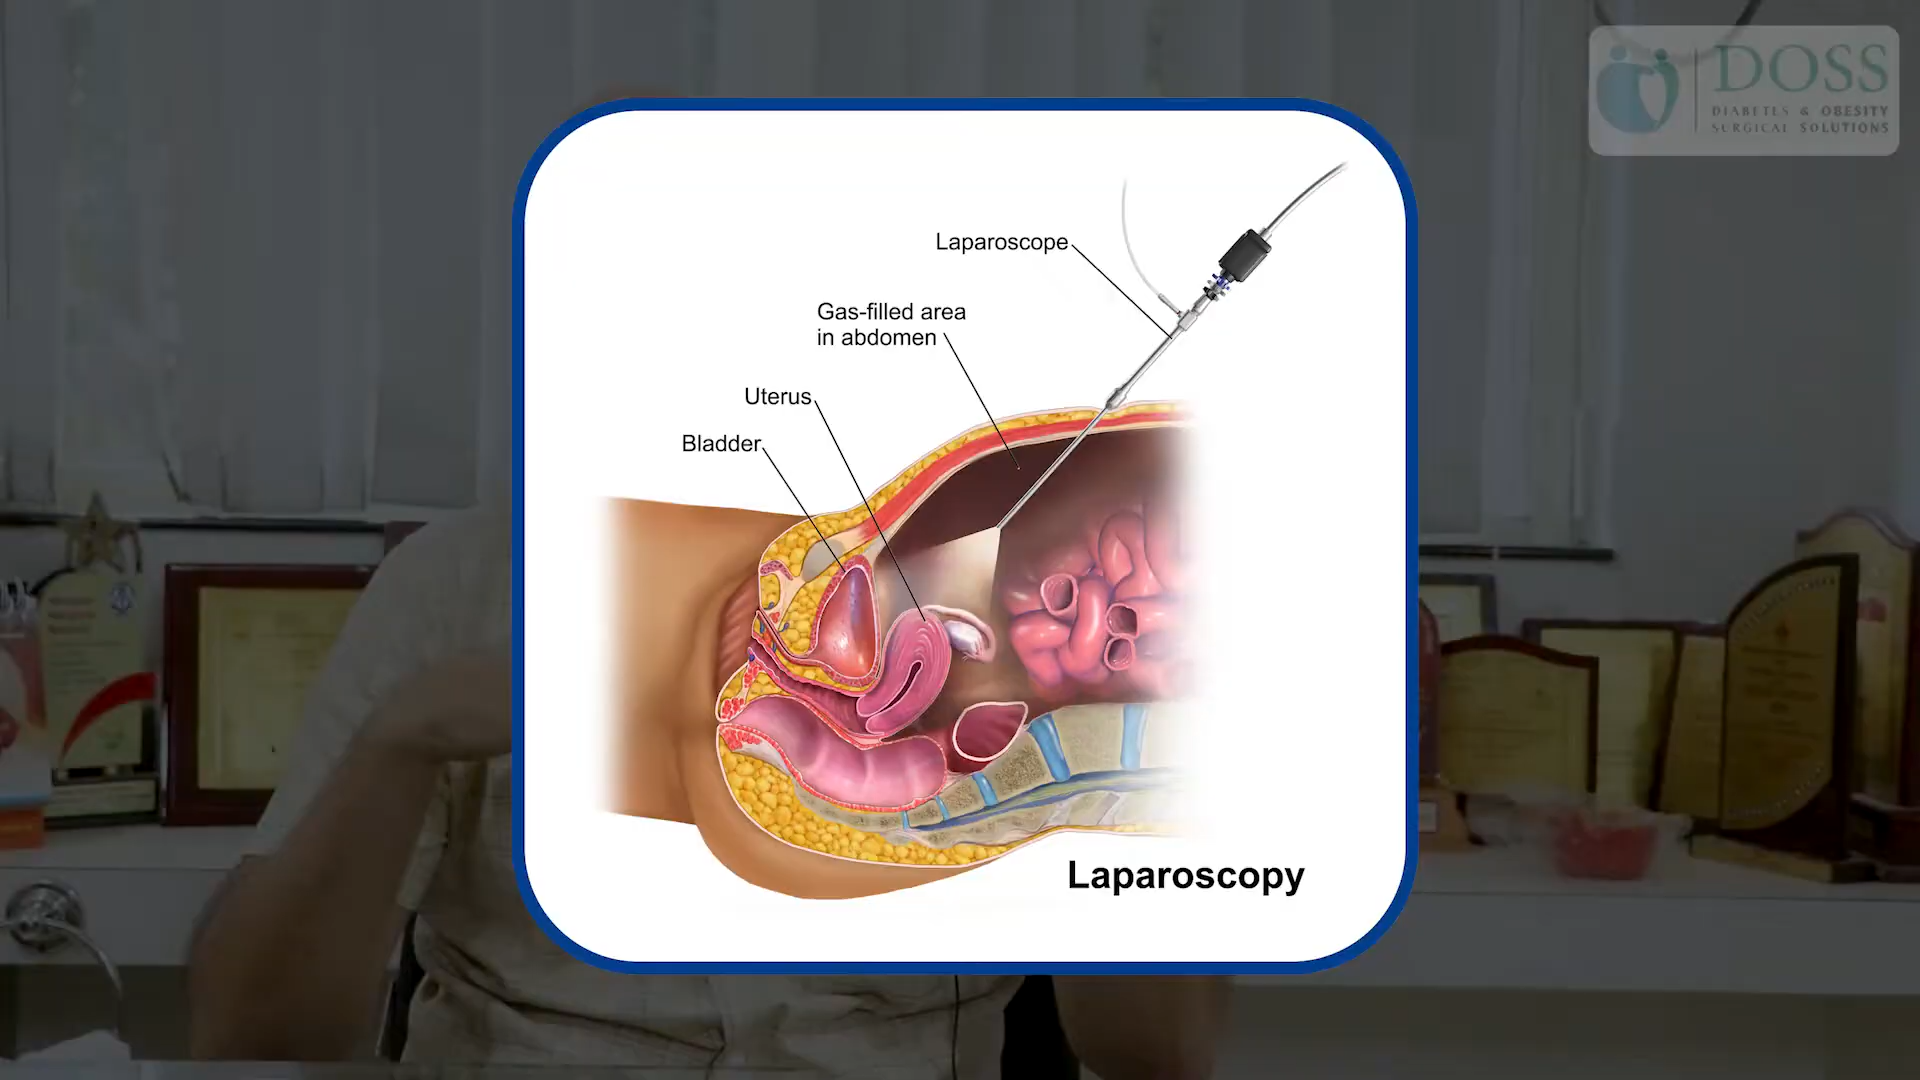 DOSS
DIABETES & OBESITY
SURGICAL SOLUTIONS
Laparoscope
Gas-filled area
in abdomen
Uterus
Bladder
Laparoscopy